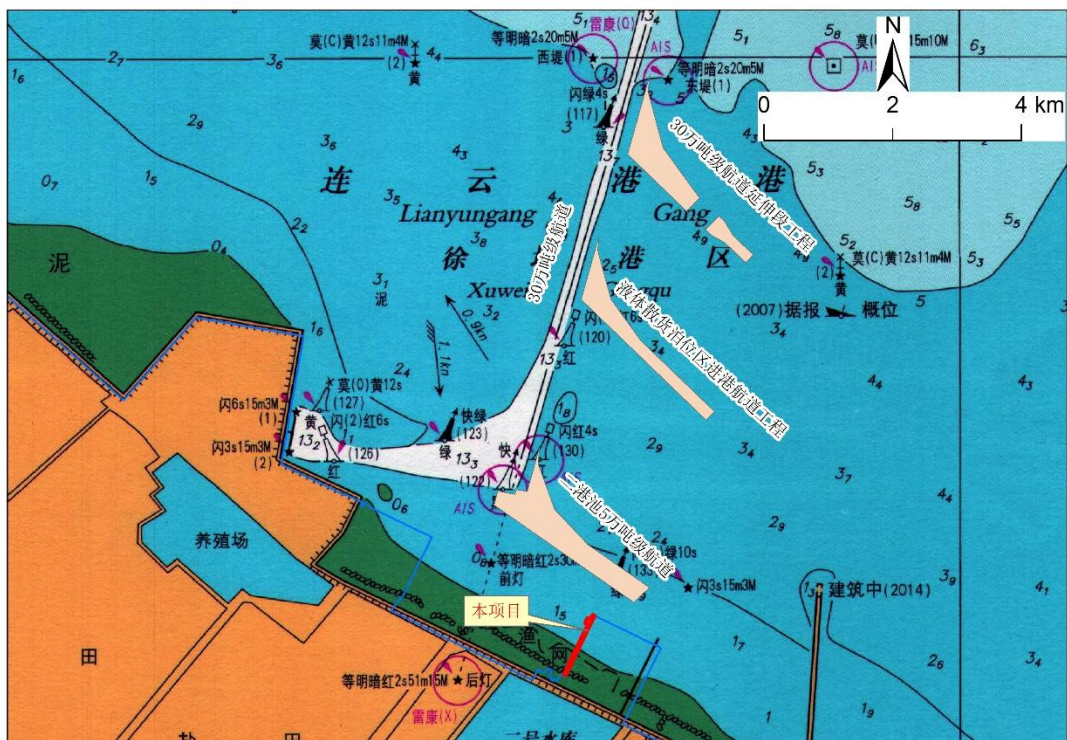 莫(C)黄12s11m4M
(2)
黄
等明暗2s20m5M
西堤(1)
雷康(Q)
AIS
等明暗2s20m5M
东堤(1)
15m10M
N
0 2 4 km
闪绿4s
(117)
绿
30万吨级航道延伸段工程
连云港港
Lianyungang Gang
徐 港区
30万吨级航道
莫(C)黄12s11m4M
(2)
黄
(2007)据报
概位
液体散货泊位区进港航道工程
泥
泥
0.9kn
1.1kn
(120)
红
莫(O)黄12s
(127)
闪6s15m3M
(1)
黄
闪(2)红6s
(126)
红
闪3s15m3M
(2)
快绿
(123)
绿
快
(122)
AIS
闪红4s
(130)
三港池5万吨级航道
养殖场
等明暗红2s30m
前灯
绿10s
闪3s15m3M
建筑中(2014)
本项目
渔网
田
等明暗红2s51m15M
后灯
雷康(X)
田
二号水库